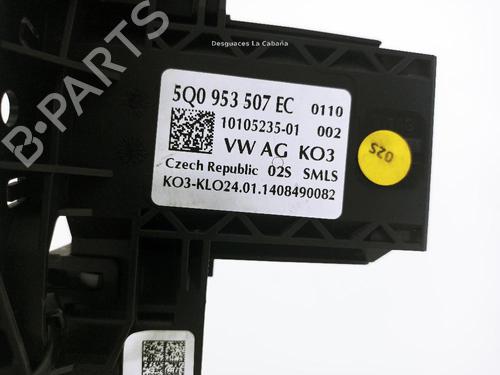 Desguaces La Cabaña
B-PARTS
5Q0 953 507 EC 0110
10105235-01 002
VW AG KO3
Czech Republic 02S SMLS
KO3-KLO24.01.1408490082
02S